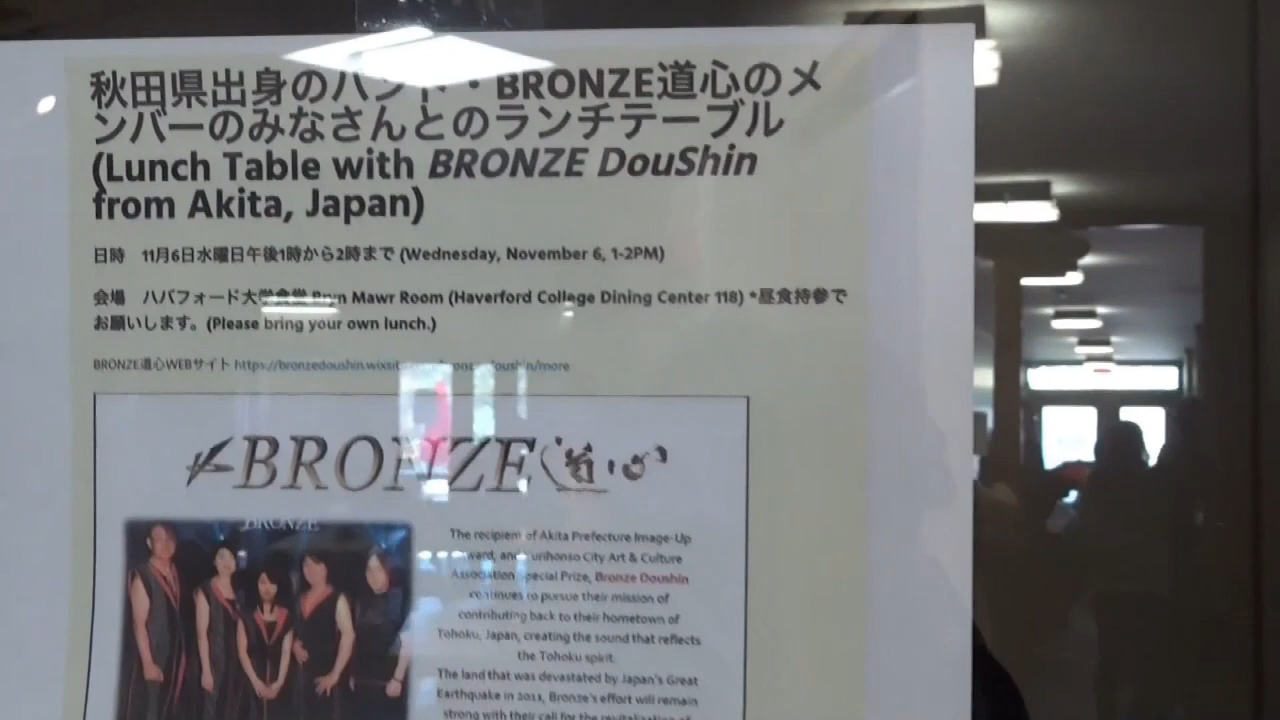 秋田県出身のバンド・BRONZE道心のメ
ンバーのみなさんとのランチテーブル
(Lunch Table with BRONZE DouShin
from Akita, Japan)
日時 11月6日水曜日午後1時から2時まで (Wednesday, November 6, 1-2PM)
会場 ハバフォード大学食堂 Bryn Mawr Room (Haverford College Dining Center 118) *昼食持参で
お願いします。(Please bring your own lunch.)
BRONZE道心WEBサイト
BRONZE道心
BRONZE
The recipient of Akita Prefecture Image-Up
and Yurihonso City Art & Culture
Association Special Prize, Bronze Doushin
continues to pursue their mission of
contributing back to their hometown of
Tohoku, Japan, creating the sound that reflects
the Tohoku spirit.
The land that was devastated by Japan's Great
Earthquake in 2011, Bronze's effort will remain
strong with their call for the revitalization of